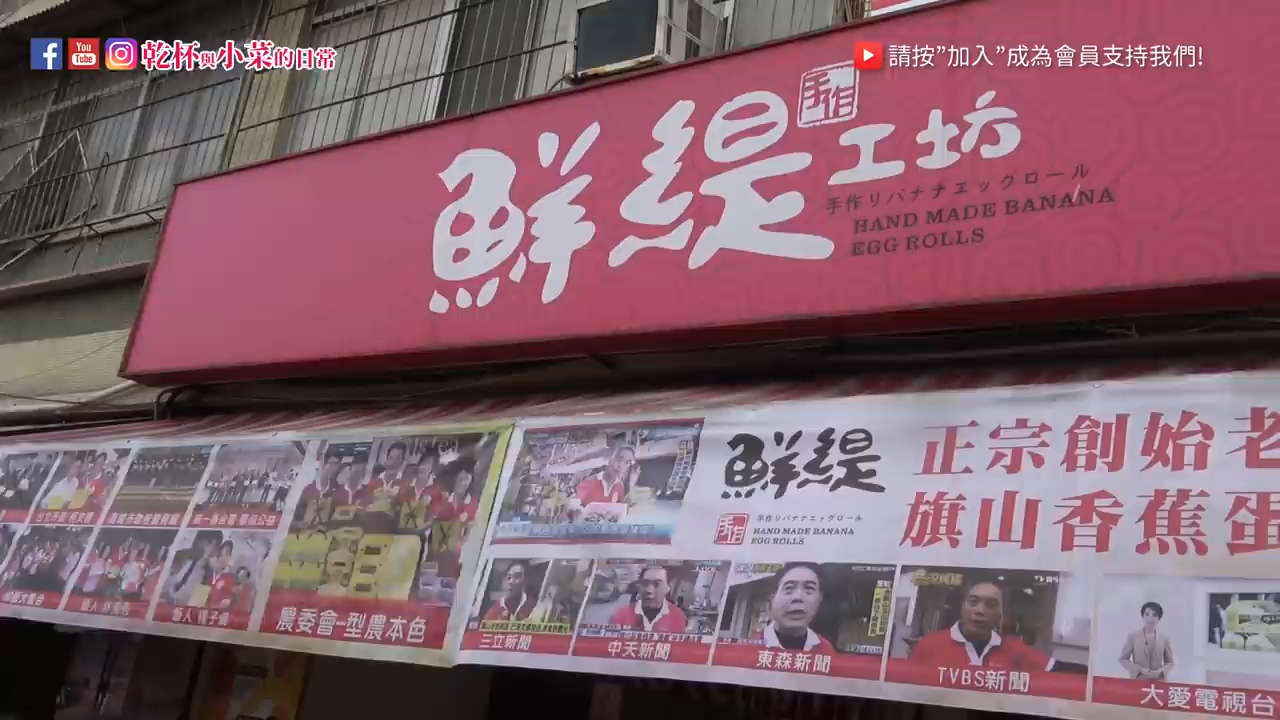 乾杯與小菜的日常
請按”加入”成為會員支持我們!
鮮緹
手作
工坊
手作リバナナエッグロール
HAND MADE BANANA
EGG ROLLS
鮮緹
手作
手作リバナナエッグロール
HAND MADE BANANA
EGG ROLLS
正宗創始老
旗山香蕉蛋
農委會-型農本色
三立新聞
中天新聞
東森新聞
TVBS新聞
大愛電視台